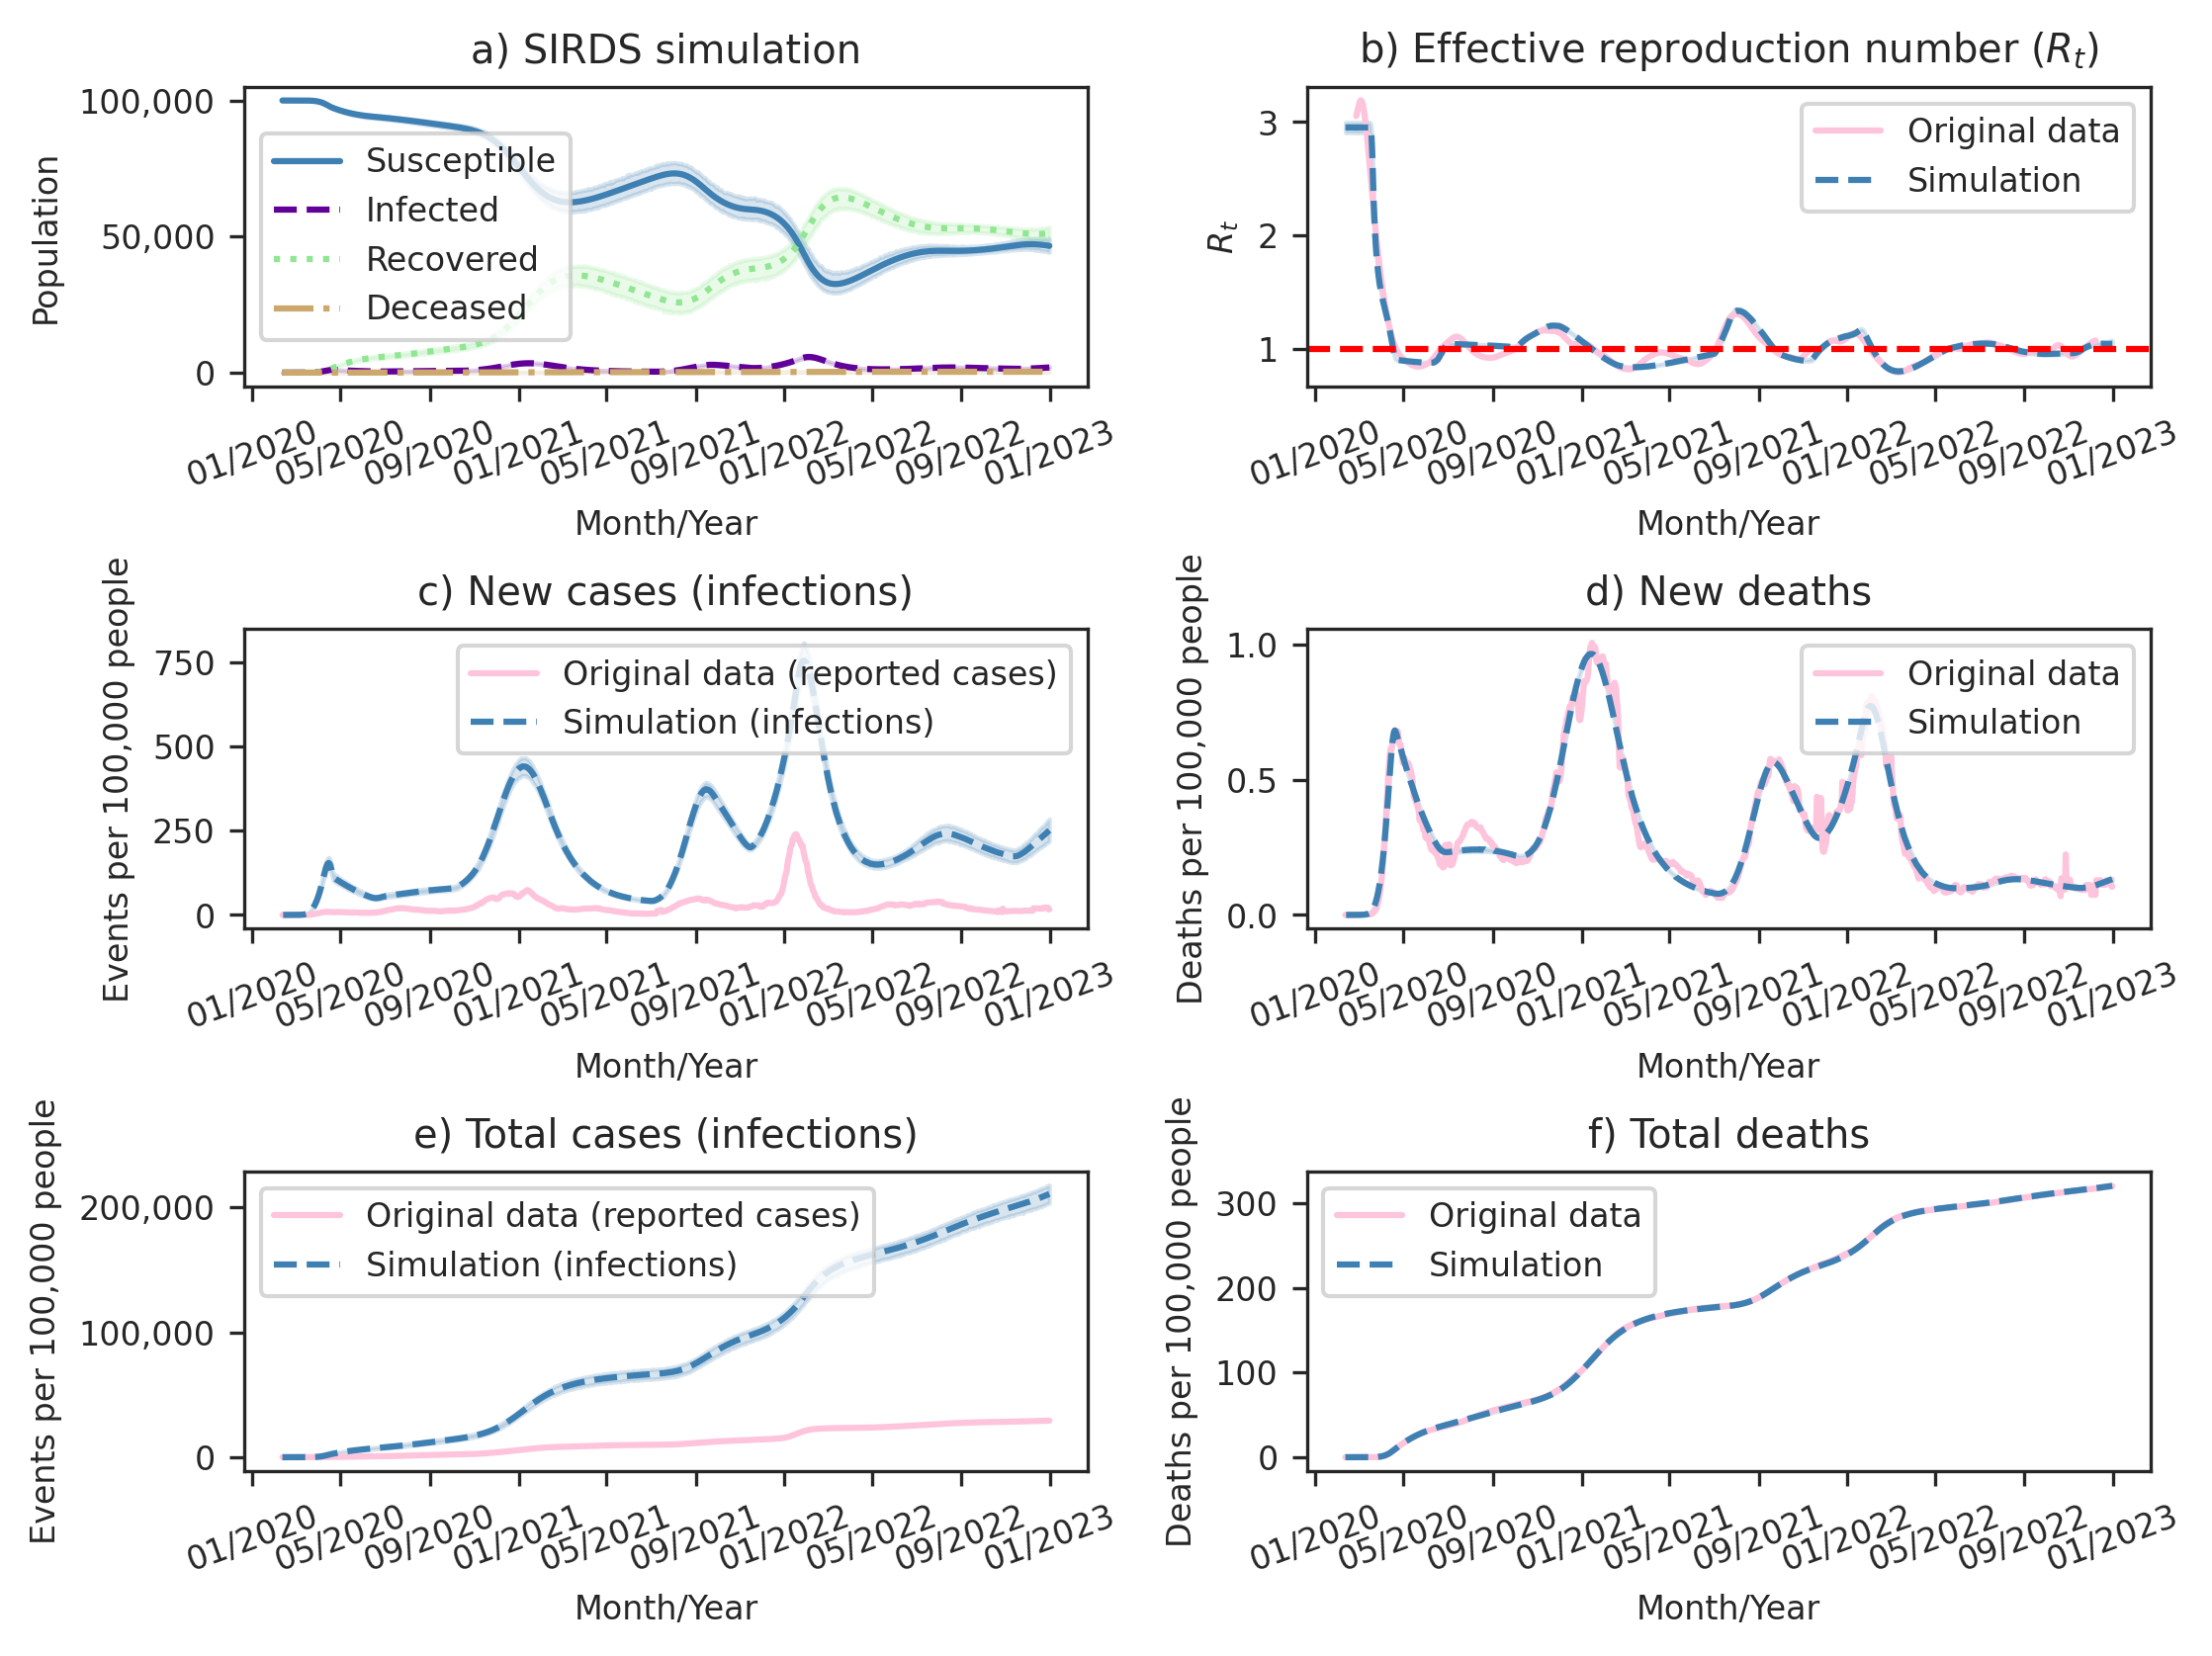 a) SIRDS simulation
Population
100,000
50,000
0
Susceptible
Infected
Recovered
Deceased
01/2020 05/2020 09/2020 01/2021 05/2021 09/2021 01/2022 05/2022 09/2022 01/2023
Month/Year
b) Effective reproduction number (Rₜ)
Rₜ
3
2
1
Original data
Simulation
01/2020 05/2020 09/2020 01/2021 05/2021 09/2021 01/2022 05/2022 09/2022 01/2023
Month/Year
c) New cases (infections)
Events per 100,000 people
750
500
250
0
Original data (reported cases)
Simulation (infections)
01/2020 05/2020 09/2020 01/2021 05/2021 09/2021 01/2022 05/2022 09/2022 01/2023
Month/Year
d) New deaths
Deaths per 100,000 people
1.0
0.5
0.0
Original data
Simulation
01/2020 05/2020 09/2020 01/2021 05/2021 09/2021 01/2022 05/2022 09/2022 01/2023
Month/Year
e) Total cases (infections)
Events per 100,000 people
200,000
100,000
0
Original data (reported cases)
Simulation (infections)
01/2020 05/2020 09/2020 01/2021 05/2021 09/2021 01/2022 05/2022 09/2022 01/2023
Month/Year
f) Total deaths
Deaths per 100,000 people
300
200
100
0
Original data
Simulation
01/2020 05/2020 09/2020 01/2021 05/2021 09/2021 01/2022 05/2022 09/2022 01/2023
Month/Year